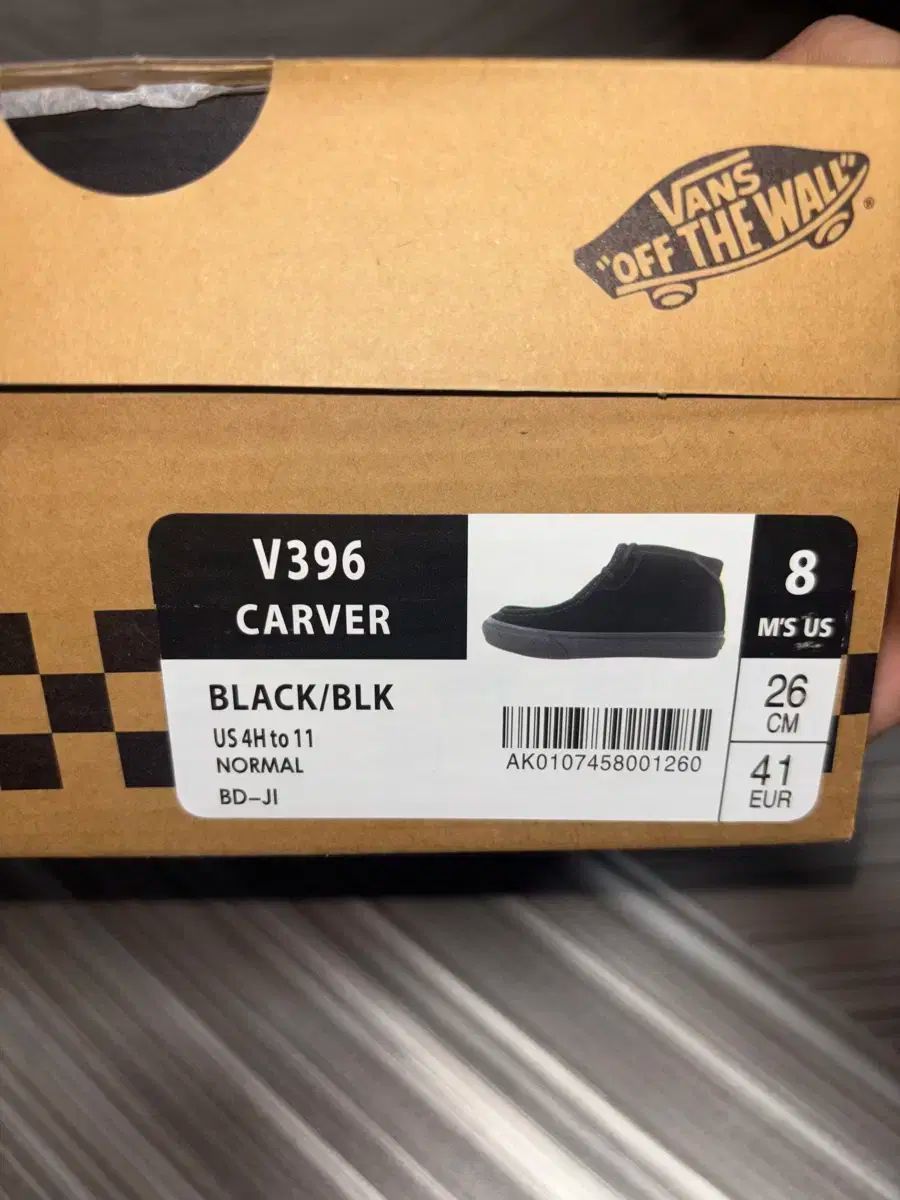 VANS
"OFF THE WALL"
®
V396
CARVER
BLACK/BLK
US 4H to 11
NORMAL
BD-JI
AK0107458001260
8
M'S US
26
CM
41
EUR